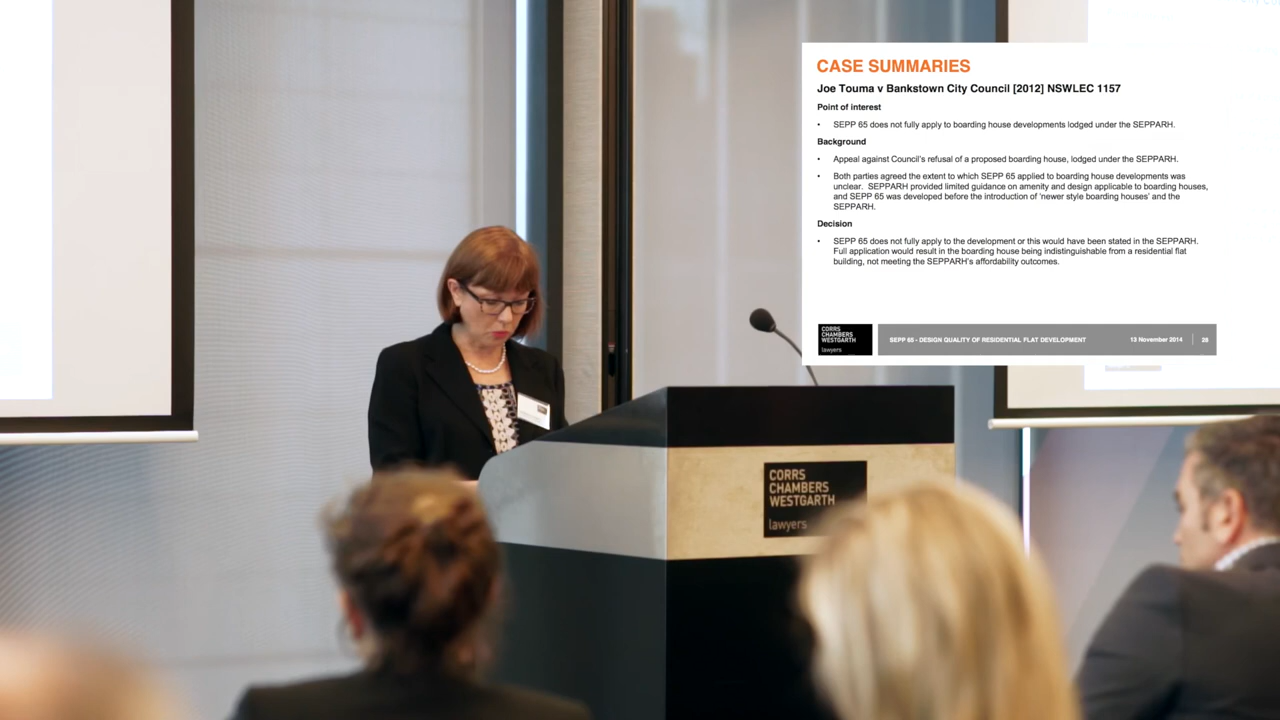 CASE SUMMARIES
Joe Touma v Bankstown City Council [2012] NSWLEC 1157
Point of interest
• SEPP 65 does not fully apply to boarding house developments lodged under the SEPPARH.
Background
• Appeal against Council's refusal of a proposed boarding house, lodged under the SEPPARH.
• Both parties agreed the extent to which SEPP 65 applied to boarding house developments was
unclear. SEPPARH provided limited guidance on amenity and design applicable to boarding houses,
and SEPP 65 was developed before the introduction of 'newer style boarding houses' and the
SEPPARH.
Decision
• SEPP 65 does not fully apply to the development or this would have been stated in the SEPPARH.
Full application would result in the boarding house being indistinguishable from a residential flat
building, not meeting the SEPPARH's affordability outcomes.
CORRS
CHAMBERS
WESTGARTH
lawyers
SEPP 65 - DESIGN QUALITY OF RESIDENTIAL FLAT DEVELOPMENT 13 November 2014 28
CORRS
CHAMBERS
WESTGARTH
lawyers